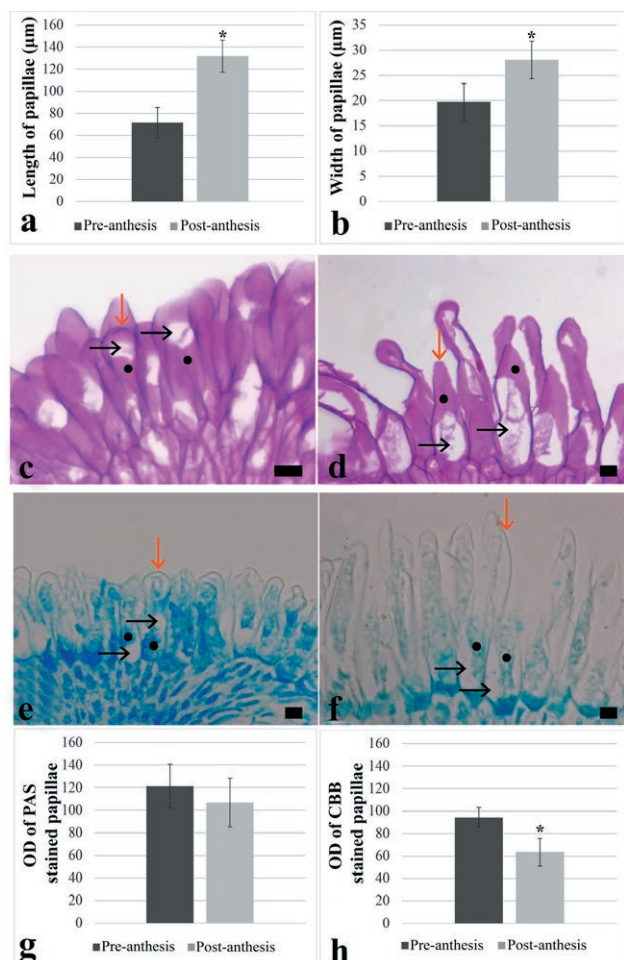 Length of papillae (µm)
160
140
120
100
80
60
40
20
0
*
a
■Pre-anthesis ■Post-anthesis
Width of papillae (µm)
35
30
25
20
15
10
5
0
*
b
■Pre-anthesis ■Post-anthesis
c
d
e
f
OD of PAS
stained papillae
160
140
120
100
80
60
40
20
0
g
■Pre-anthesis ■Post-anthesis
OD of CBB
stained papillae
160
140
120
100
80
60
40
20
0
*
h
■Pre-anthesis ■Post-anthesis